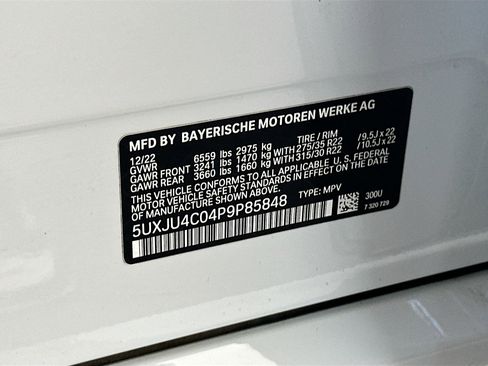 MFD BY BAYERISCHE MOTOREN WERKE AG
12/22 TIRE / RIM
GVWR 6559 lbs 2975 kg
GAWR FRONT 3241 lbs 1470 kg WITH 275/35 R22 / 9.5J x 22
GAWR REAR 3660 lbs 1660 kg WITH 315/30 R22 / 10.5J x 22
THIS VEHICLE CONFORMS TO ALL APPLICABLE U. S. FEDERAL
MOTOR VEHICLE SAFETY STANDARDS IN EFFECT ON THE DATE
OF MANUFACTURE SHOWN ABOVE.
5UXJU4C04P9P85848 TYPE: MPV
300U
7 320 729